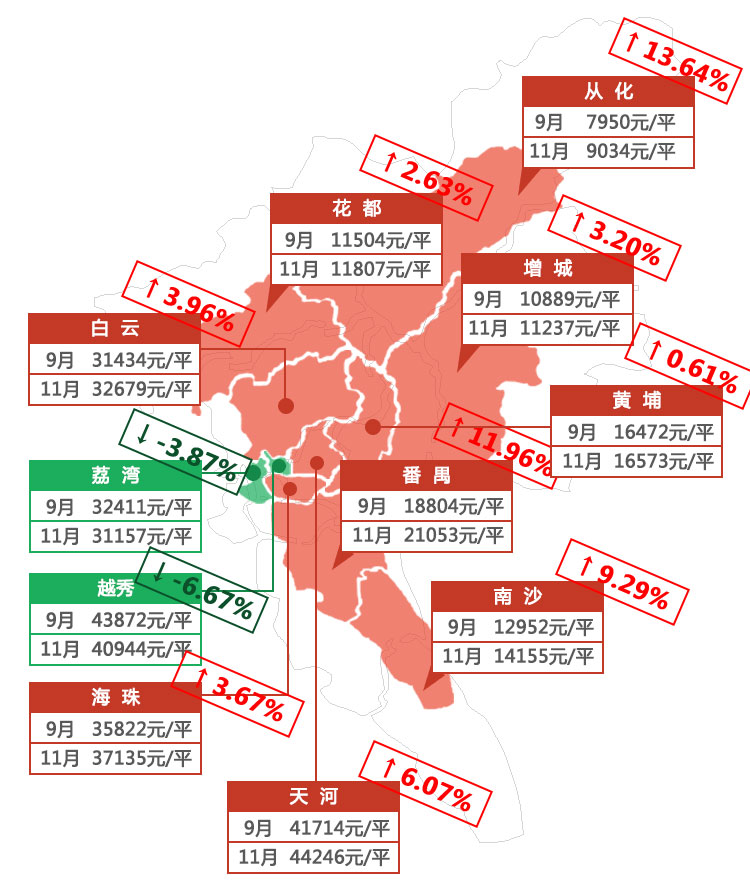 ↑ 13.64%
从 化
9月 7950元/平
11月 9034元/平
↑ 2.63%
花 都
9月 11504元/平
11月 11807元/平
↑ 3.20%
增 城
9月 10889元/平
11月 11237元/平
↑ 3.96%
白 云
9月 31434元/平
11月 32679元/平
↑ 0.61%
黄 埔
9月 16472元/平
11月 16573元/平
↓ -3.87%
荔 湾
9月 32411元/平
11月 31157元/平
↑ 11.96%
番 禺
9月 18804元/平
11月 21053元/平
↓ -6.67%
越秀
9月 43872元/平
11月 40944元/平
↑ 9.29%
南 沙
9月 12952元/平
11月 14155元/平
↑ 3.67%
海 珠
9月 35822元/平
11月 37135元/平
↑ 6.07%
天 河
9月 41714元/平
11月 44246元/平